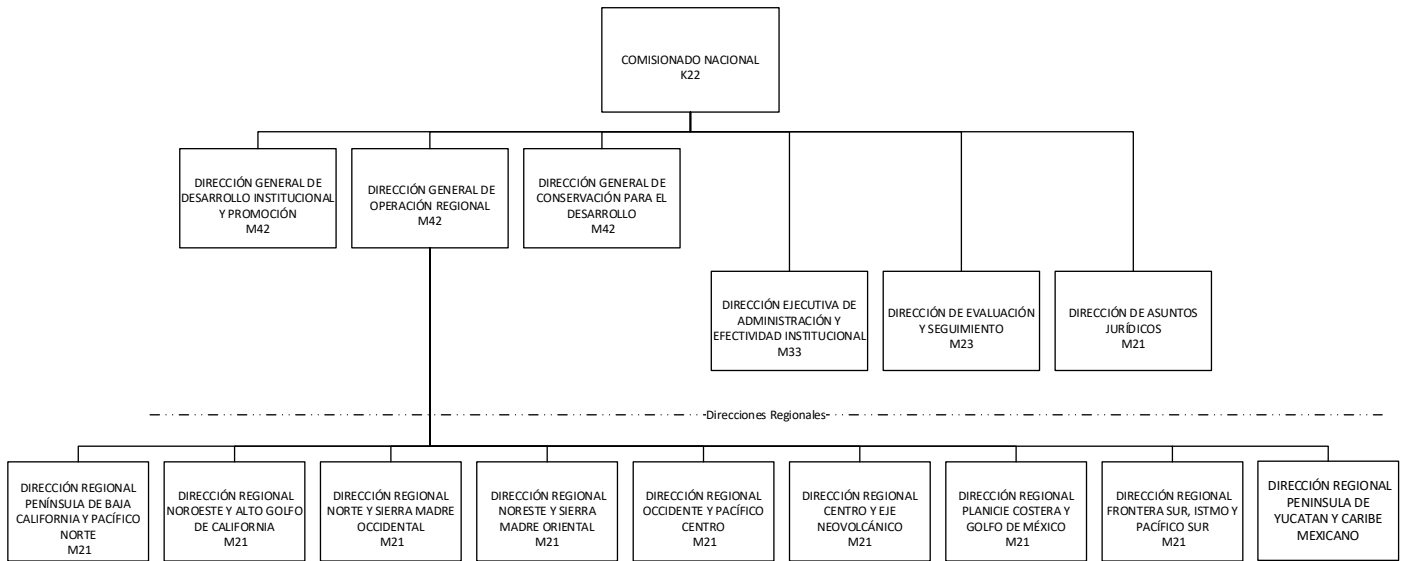 COMISIONADO NACIONAL
K22
DIRECCIÓN GENERAL DE
DESARROLLO INSTITUCIONAL
Y PROMOCIÓN
M42
DIRECCIÓN GENERAL DE
OPERACIÓN REGIONAL
M42
DIRECCIÓN GENERAL DE
CONSERVACIÓN PARA EL
DESARROLLO
M42
DIRECCIÓN EJECUTIVA DE
ADMINISTRACIÓN Y
EFECTIVIDAD INSTITUCIONAL
M33
DIRECCIÓN DE EVALUACIÓN
Y SEGUIMIENTO
M23
DIRECCIÓN DE ASUNTOS
JURÍDICOS
M21
Direcciones Regionales
DIRECCIÓN REGIONAL
PENÍNSULA DE BAJA
CALIFORNIA Y PACÍFICO
NORTE
M21
DIRECCIÓN REGIONAL
NOROESTE Y ALTO GOLFO
DE CALIFORNIA
M21
DIRECCIÓN REGIONAL
NORTE Y SIERRA MADRE
OCCIDENTAL
M21
DIRECCIÓN REGIONAL
NORESTE Y SIERRA
MADRE ORIENTAL
M21
DIRECCIÓN REGIONAL
OCCIDENTE Y PACÍFICO
CENTRO
M21
DIRECCIÓN REGIONAL
CENTRO Y EJE
NEOVOLCÁNICO
M21
DIRECCIÓN REGIONAL
PLANICIE COSTERA Y
GOLFO DE MÉXICO
M21
DIRECCIÓN REGIONAL
FRONTERA SUR, ISTMO Y
PACÍFICO SUR
M21
DIRECCIÓN REGIONAL
PENINSULA DE
YUCATAN Y CARIBE
MEXICANO